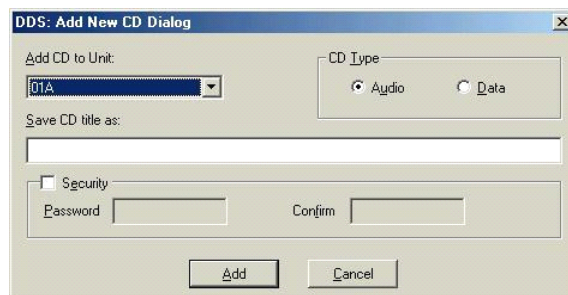 DDS: Add New CD Dialog
Add CD to Unit:
01A
CD Type
Audio
Data
Save CD title as:
Security
Password
Confirm
Add
Cancel